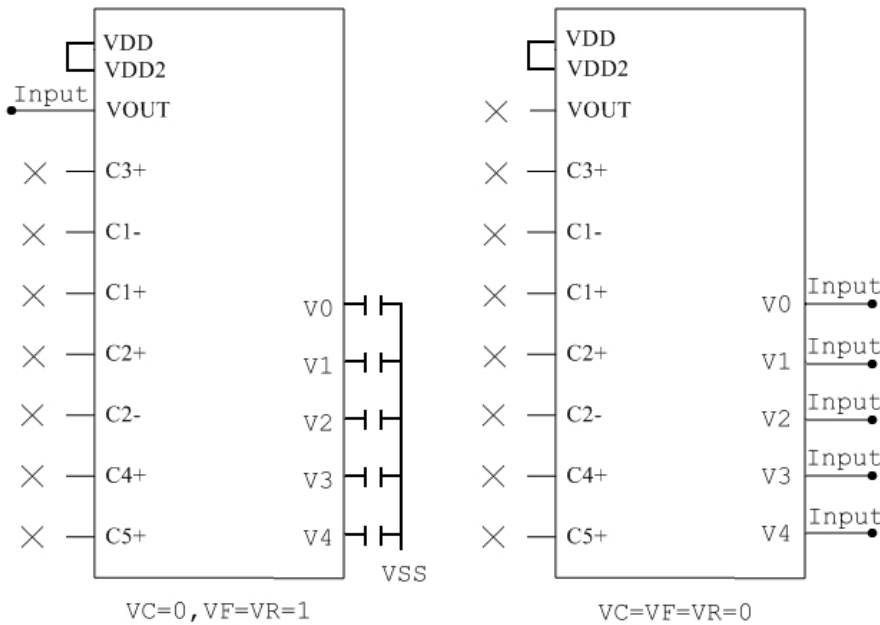 VDD
VDD2
Input
VOUT
C3+
C1-
C1+
C2+
C2-
C4+
C5+
V0
V1
V2
V3
V4
VSS
VC=0,VF=VR=1
VDD
VDD2
VOUT
C3+
C1-
C1+
C2+
C2-
C4+
C5+
Input
V0
Input
V1
Input
V2
Input
V3
Input
V4
VC=VF=VR=0